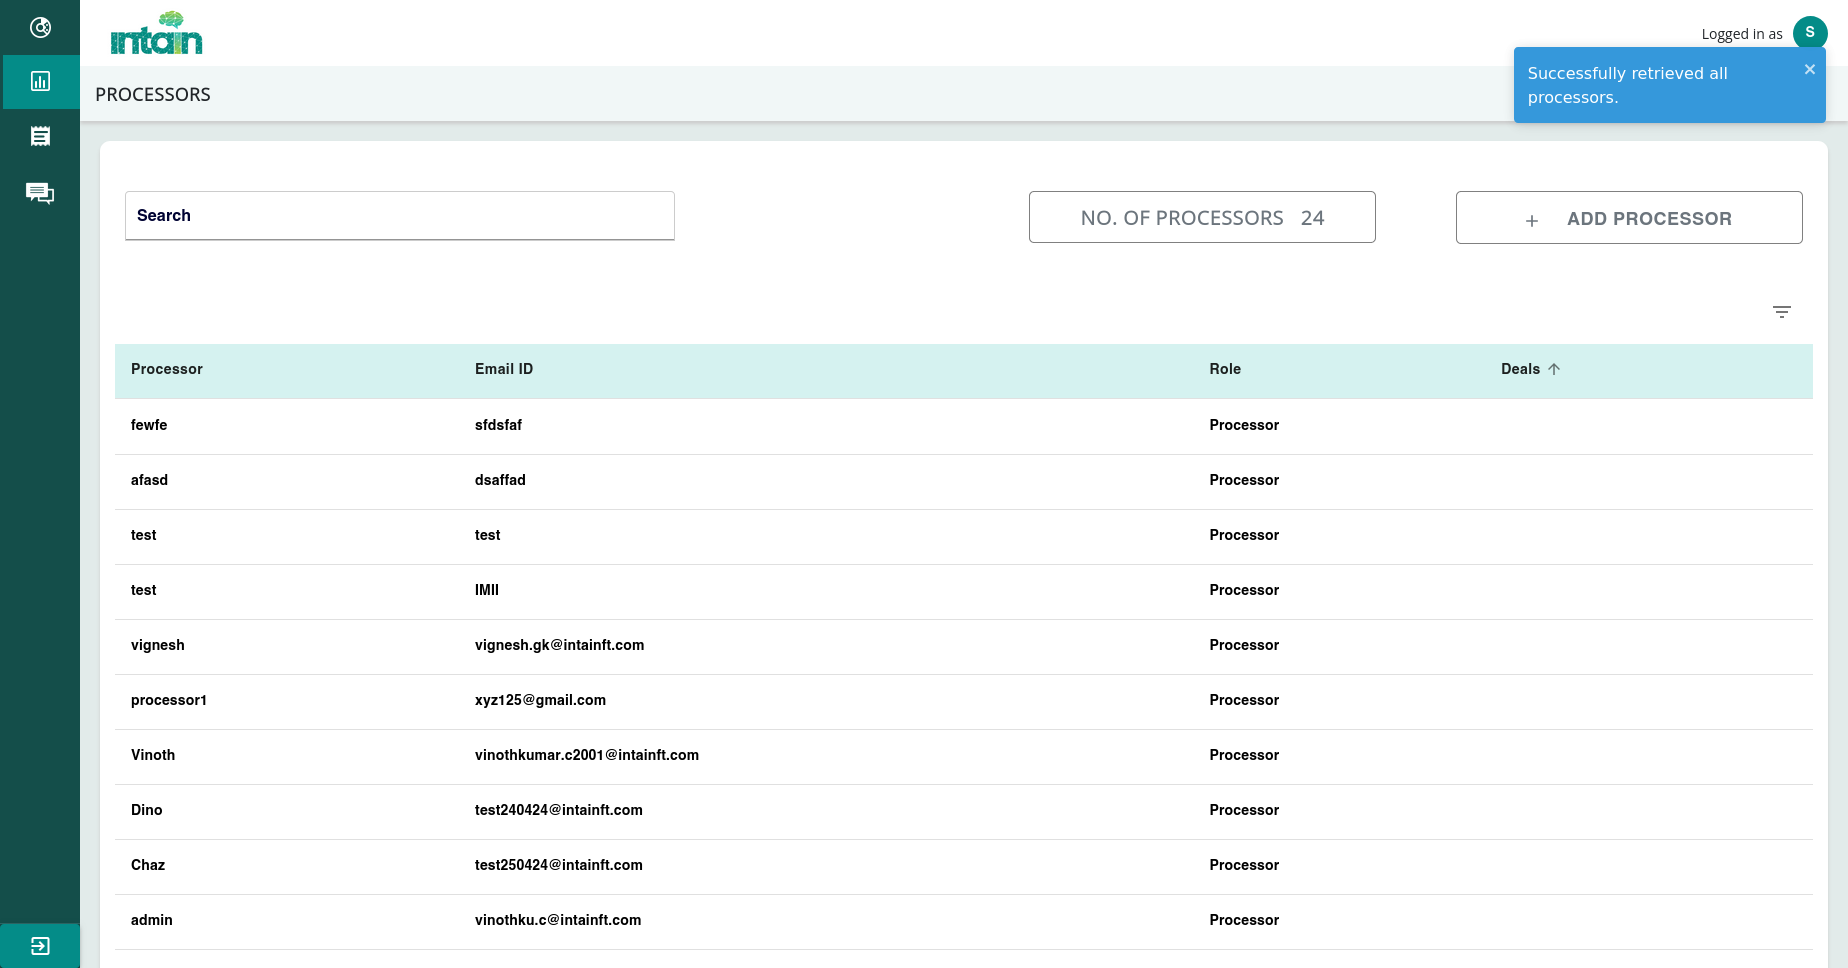 intain
Logged in as S
Successfully retrieved all
processors.
PROCESSORS
Search
NO. OF PROCESSORS 24
+ ADD PROCESSOR
Processor Email ID Role Deals
fewfe sfdsfaf Processor
afasd dsaffad Processor
test test Processor
test IMII Processor
vignesh vignesh.gk@intainft.com Processor
processor1 xyz125@gmail.com Processor
Vinoth vinothkumar.c2001@intainft.com Processor
Dino test240424@intainft.com Processor
Chaz test250424@intainft.com Processor
admin vinothku.c@intainft.com Processor